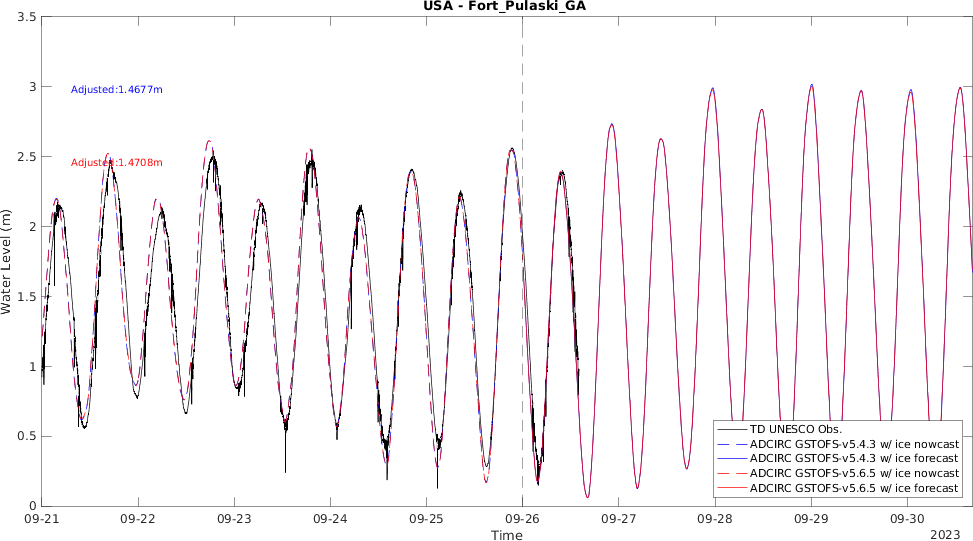 USA - Fort_Pulaski_GA
3.5
3
2.5
2
1.5
1
0.5
0
Water Level (m)
Adjusted:1.4677m
Adjusted:1.4708m
TD UNESCO Obs.
ADCIRC GSTOFS-v5.4.3 w/ ice nowcast
ADCIRC GSTOFS-v5.4.3 w/ ice forecast
ADCIRC GSTOFS-v5.6.5 w/ ice nowcast
ADCIRC GSTOFS-v5.6.5 w/ ice forecast
09-21 09-22 09-23 09-24 09-25 09-26 09-27 09-28 09-29 09-30
Time
2023